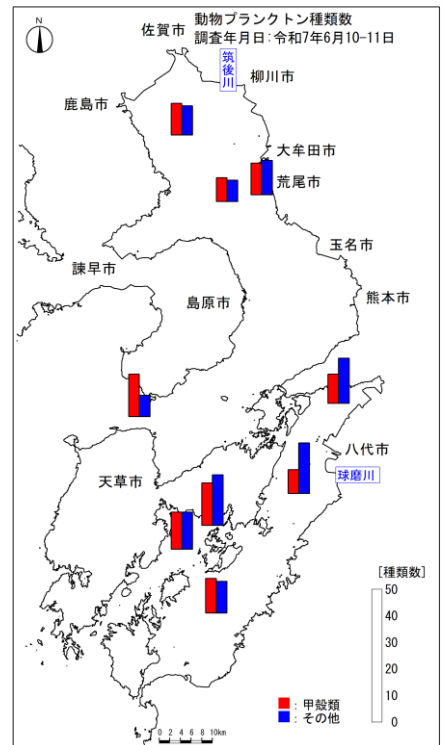 動物プランクトン種類数
調査年月日:令和7年6月10-11日
佐賀市
筑後川
柳川市
鹿島市
大牟田市
荒尾市
玉名市
諫早市
島原市
熊本市
八代市
球磨川
天草市
[種類数]
50
40
30
20
10
0
:甲殻類
:その他
0 2 4 6 8 10km